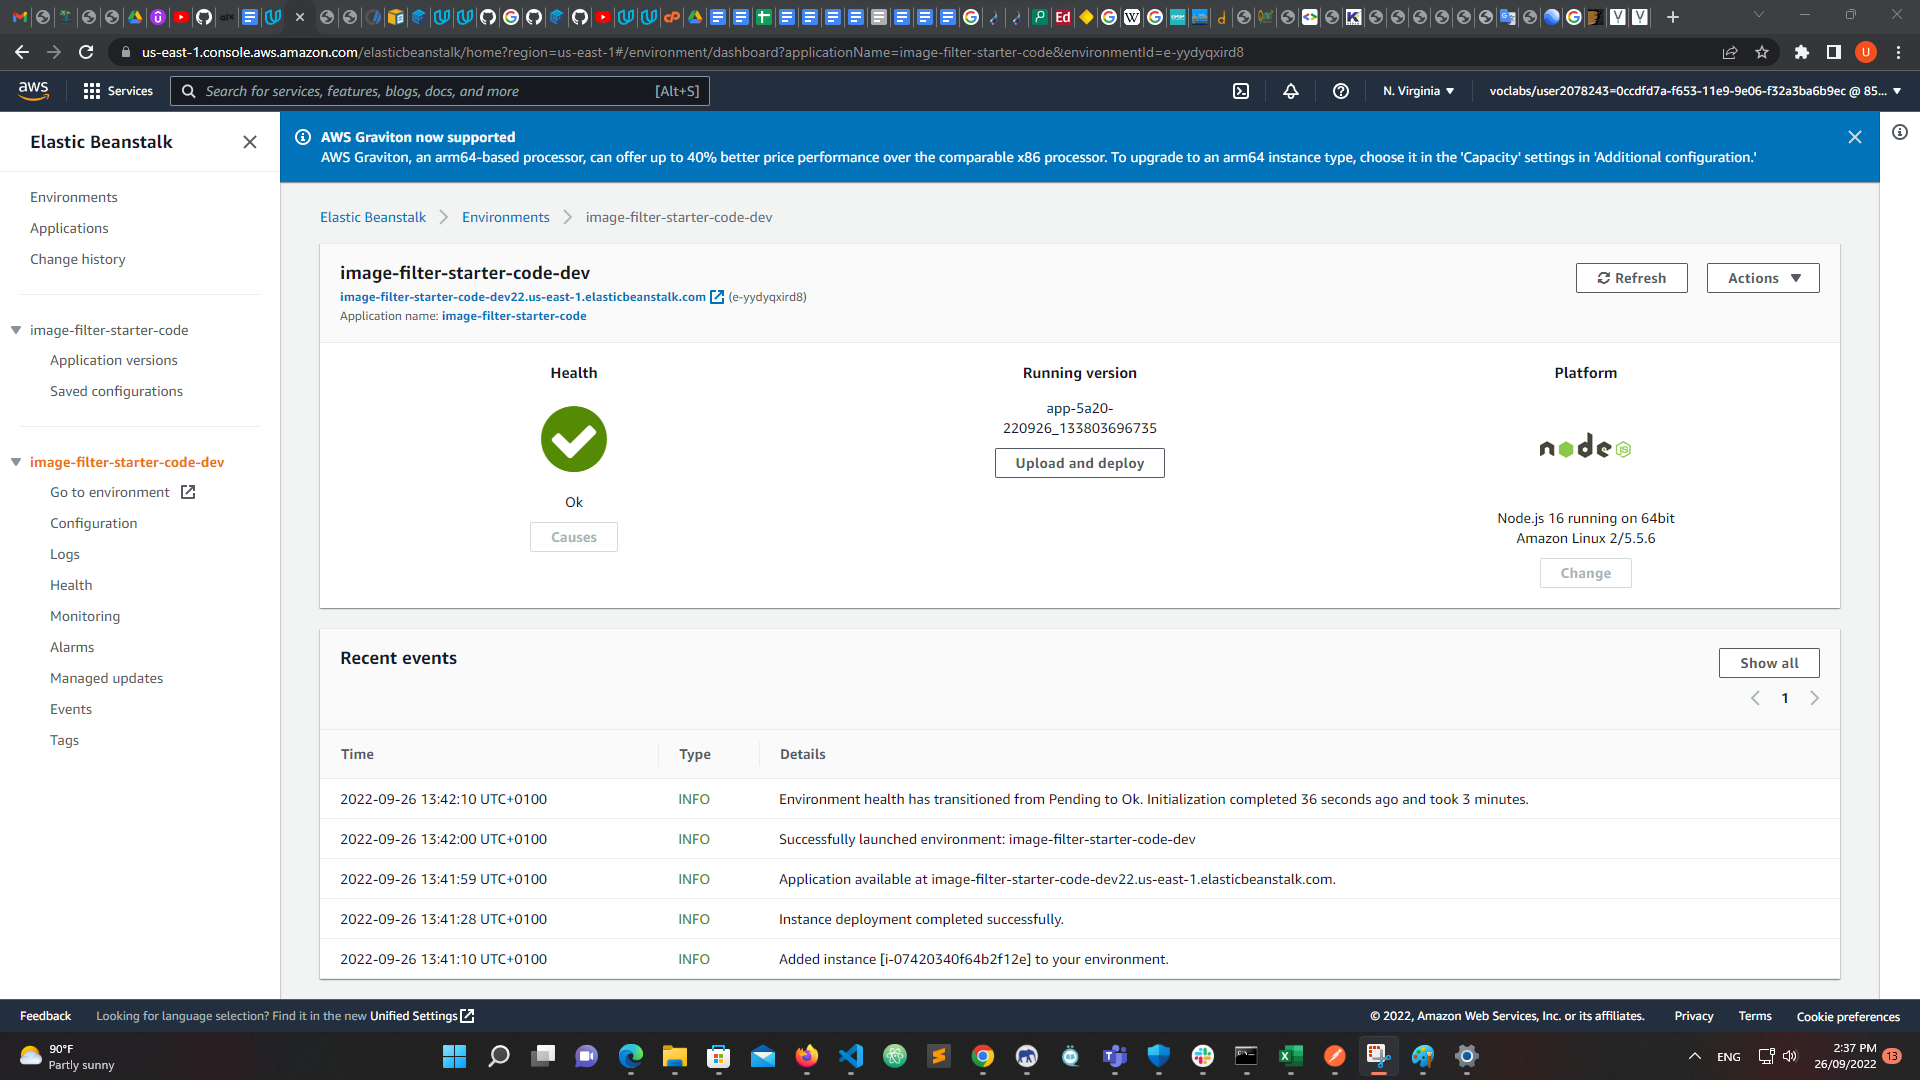 us-east-1.console.aws.amazon.com/elasticbeanstalk/home?region=us-east-1#/environment/dashboard?applicationName=image-filter-starter-code&environmentId=e-yydyqxird8
U
aws
Services
Search for services, features, blogs, docs, and more
[Alt+S]
N. Virginia
voclabs/user2078243=0ccdfd7a-f653-11e9-9e06-f32a3ba6b9ec @ 85...
Elastic Beanstalk
Environments
Applications
Change history
image-filter-starter-code
Application versions
Saved configurations
image-filter-starter-code-dev
Go to environment
Configuration
Logs
Health
Monitoring
Alarms
Managed updates
Events
Tags
AWS Graviton now supported
AWS Graviton, an arm64-based processor, can offer up to 40% better price performance over the comparable x86 processor. To upgrade to an arm64 instance type, choose it in the 'Capacity' settings in 'Additional configuration.'
Elastic Beanstalk
Environments
image-filter-starter-code-dev
image-filter-starter-code-dev
image-filter-starter-code-dev22.us-east-1.elasticbeanstalk.com (e-yydyqxird8)
Application name: image-filter-starter-code
Refresh
Actions
Health
Ok
Causes
Running version
app-5a20-
220926_133803696735
Upload and deploy
Platform
node JS
Node.js 16 running on 64bit
Amazon Linux 2/5.5.6
Change
Recent events
Show all
1
Time Type Details
2022-09-26 13:42:10 UTC+0100 INFO Environment health has transitioned from Pending to Ok. Initialization completed 36 seconds ago and took 3 minutes.
2022-09-26 13:42:00 UTC+0100 INFO Successfully launched environment: image-filter-starter-code-dev
2022-09-26 13:41:59 UTC+0100 INFO Application available at image-filter-starter-code-dev22.us-east-1.elasticbeanstalk.com.
2022-09-26 13:41:28 UTC+0100 INFO Instance deployment completed successfully.
2022-09-26 13:41:10 UTC+0100 INFO Added instance [i-07420340f64b2f12e] to your environment.
Feedback
Looking for language selection? Find it in the new Unified Settings
© 2022, Amazon Web Services, Inc. or its affiliates.
Privacy
Terms
Cookie preferences
90°F
Partly sunny
ENG
2:37 PM
26/09/2022
13